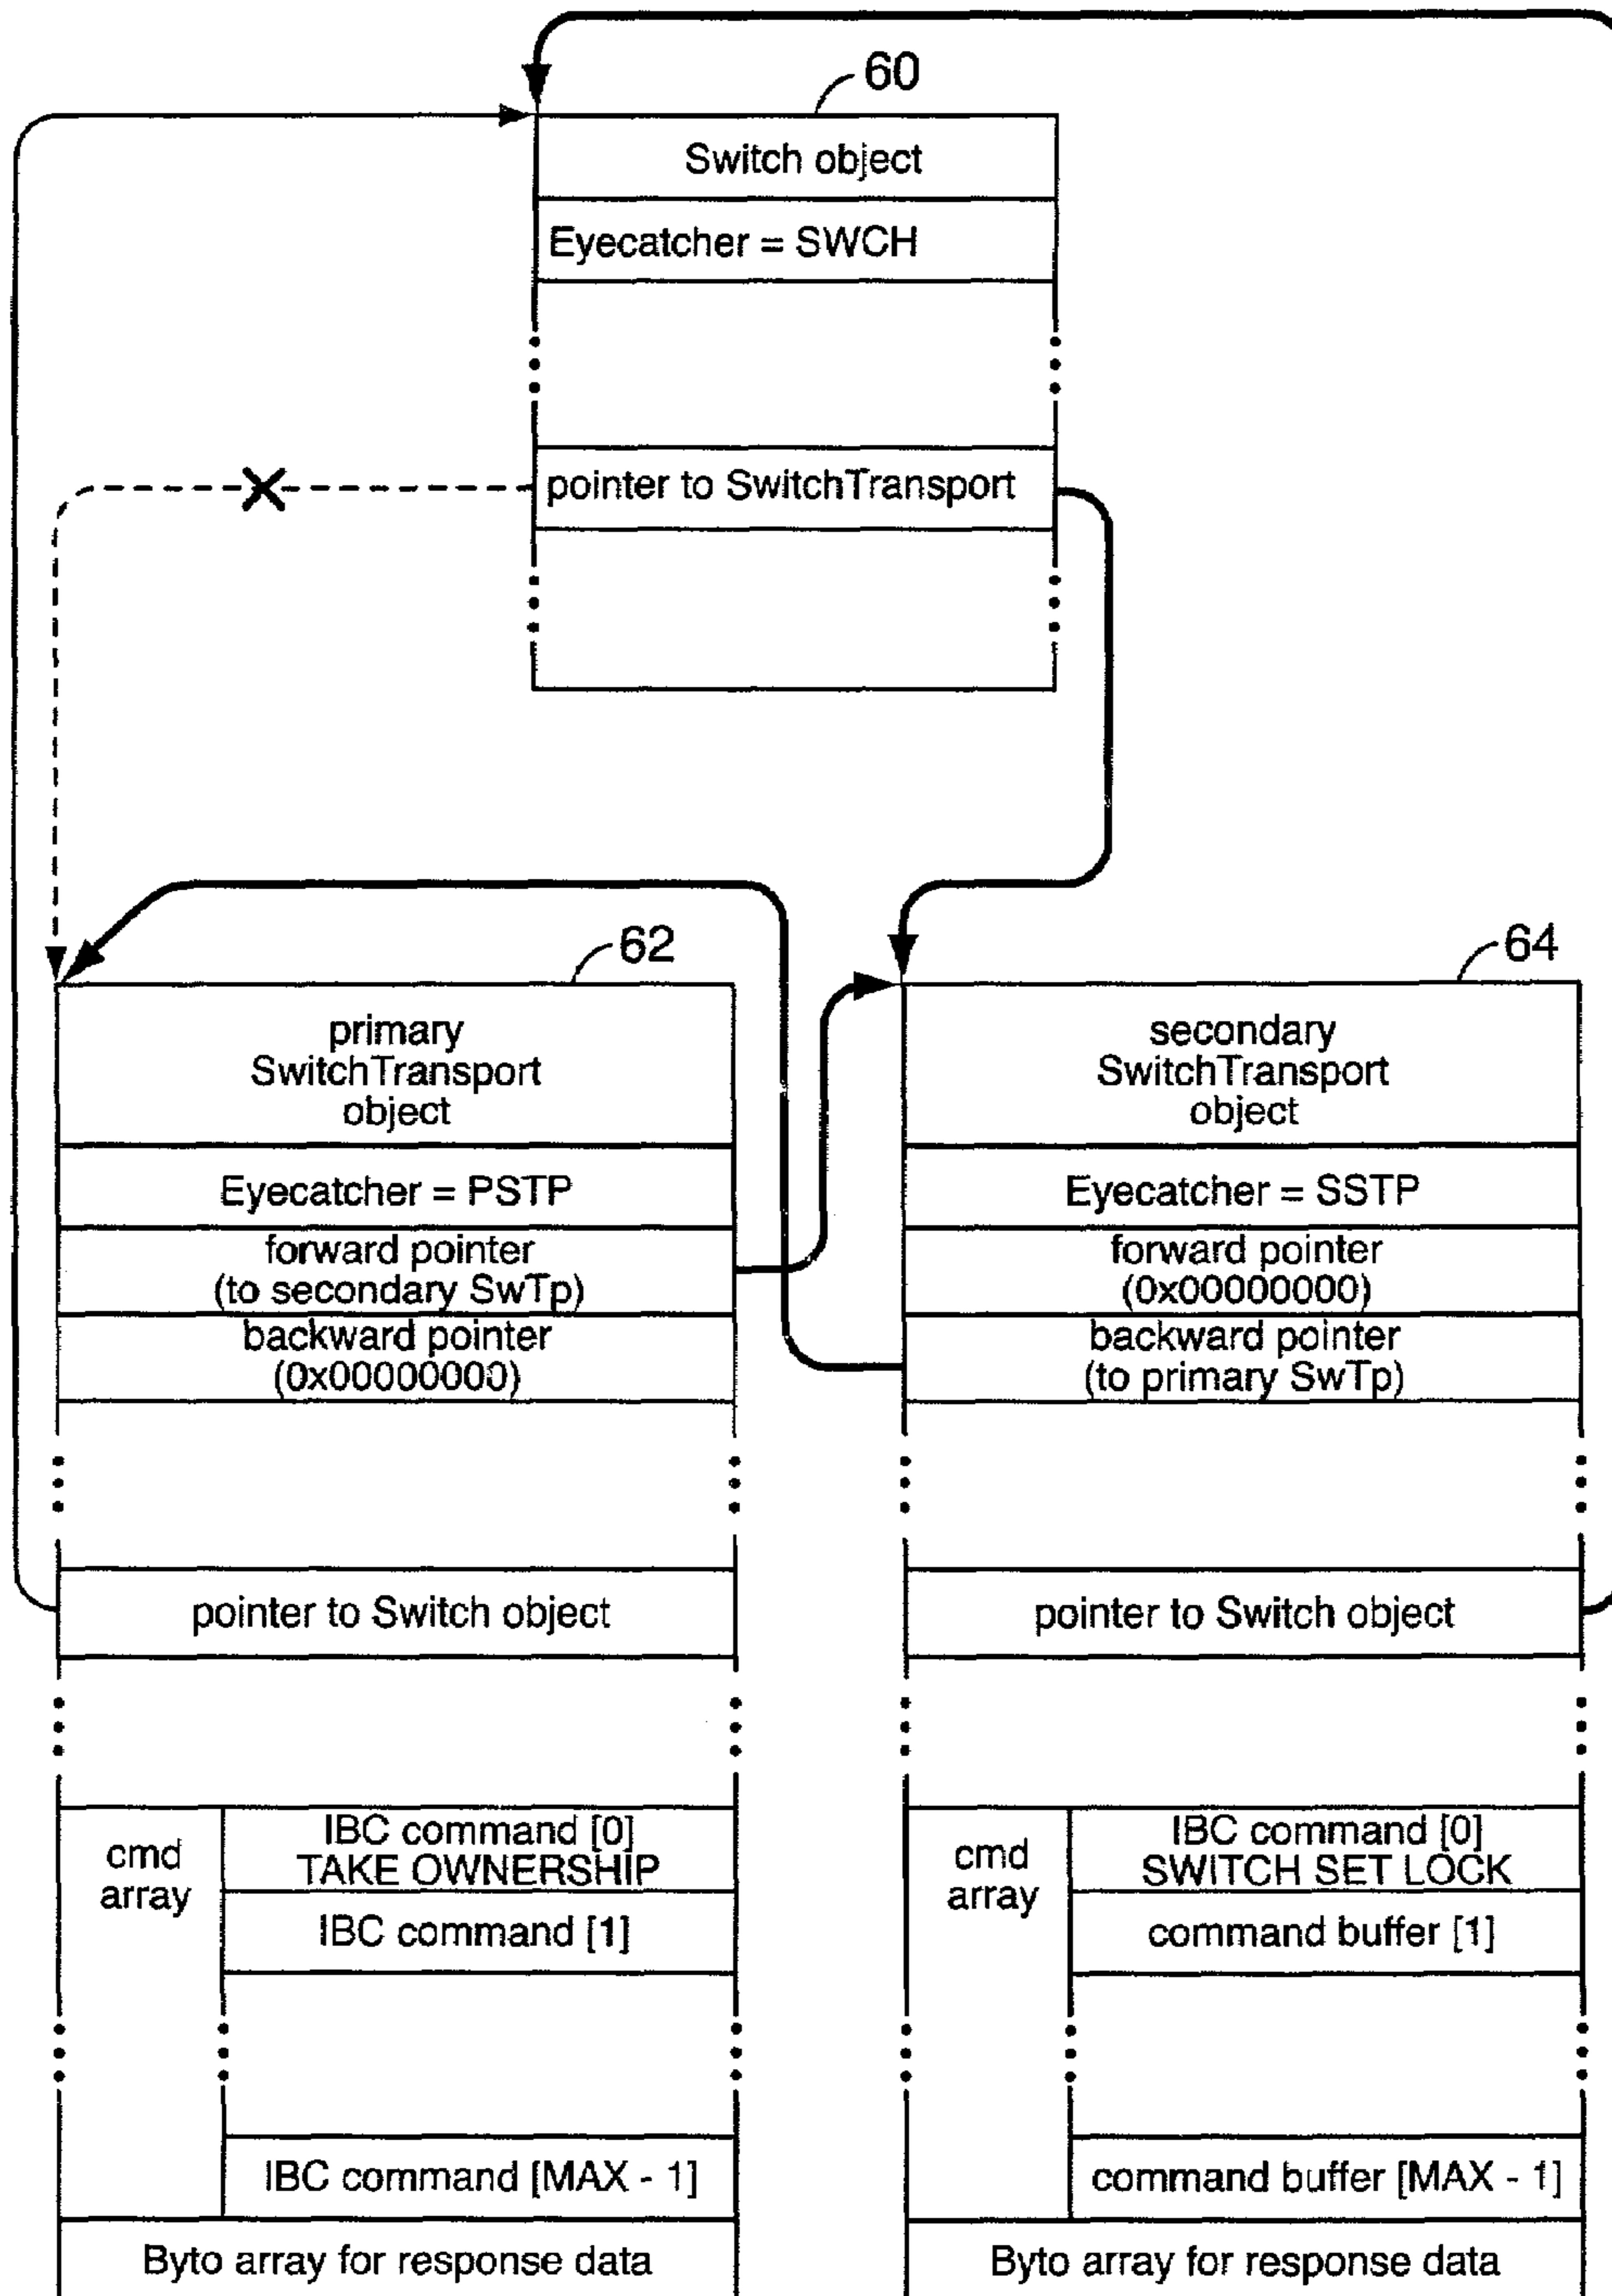 60
Switch object
Eyecatcher = SWCH
pointer to SwitchTransport
62
primary
SwitchTransport
object
Eyecatcher = PSTP
forward pointer
(to secondary SwTp)
backward pointer
(0x00000000)
pointer to Switch object
cmd
array
IBC command [0]
TAKE OWNERSHIP
IBC command [1]
IBC command [MAX - 1]
Byto array for response data
64
secondary
SwitchTransport
object
Eyecatcher = SSTP
forward pointer
(0x00000000)
backward pointer
(to primary SwTp)
pointer to Switch object
cmd
array
IBC command [0]
SWITCH SET LOCK
command buffer [1]
command buffer [MAX - 1]
Byto array for response data